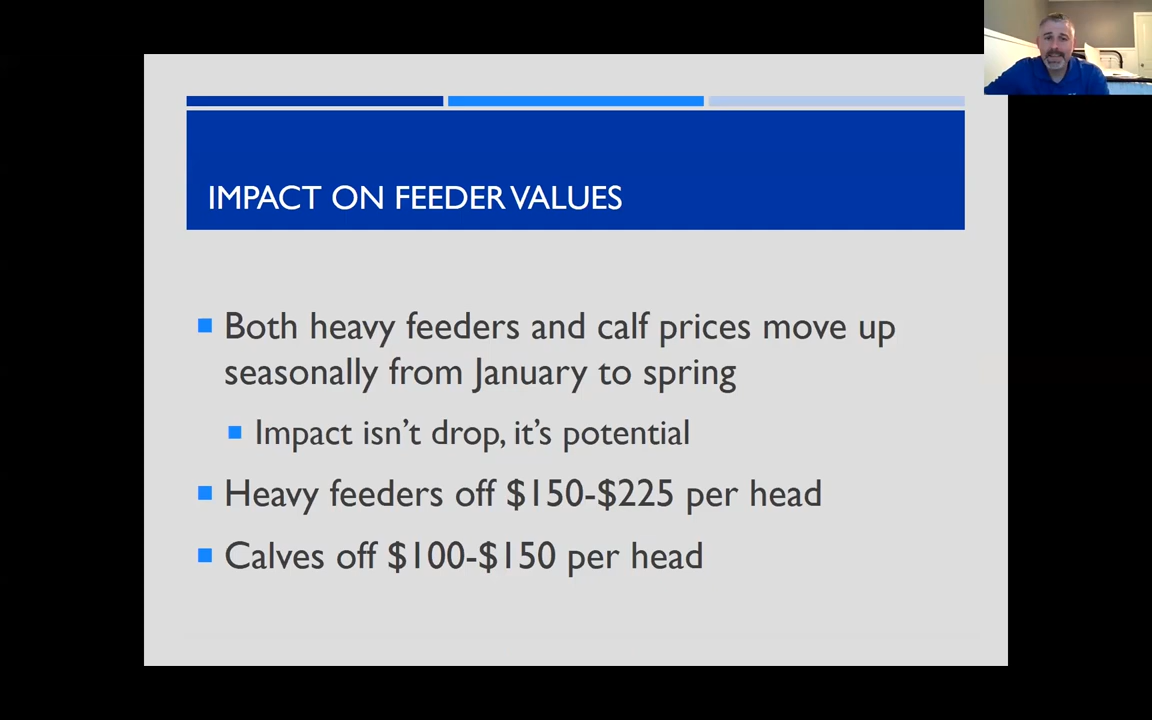 IMPACT ON FEEDER VALUES
Both heavy feeders and calf prices move up
seasonally from January to spring
Impact isn't drop, it's potential
Heavy feeders off $150-$225 per head
Calves off $100-$150 per head